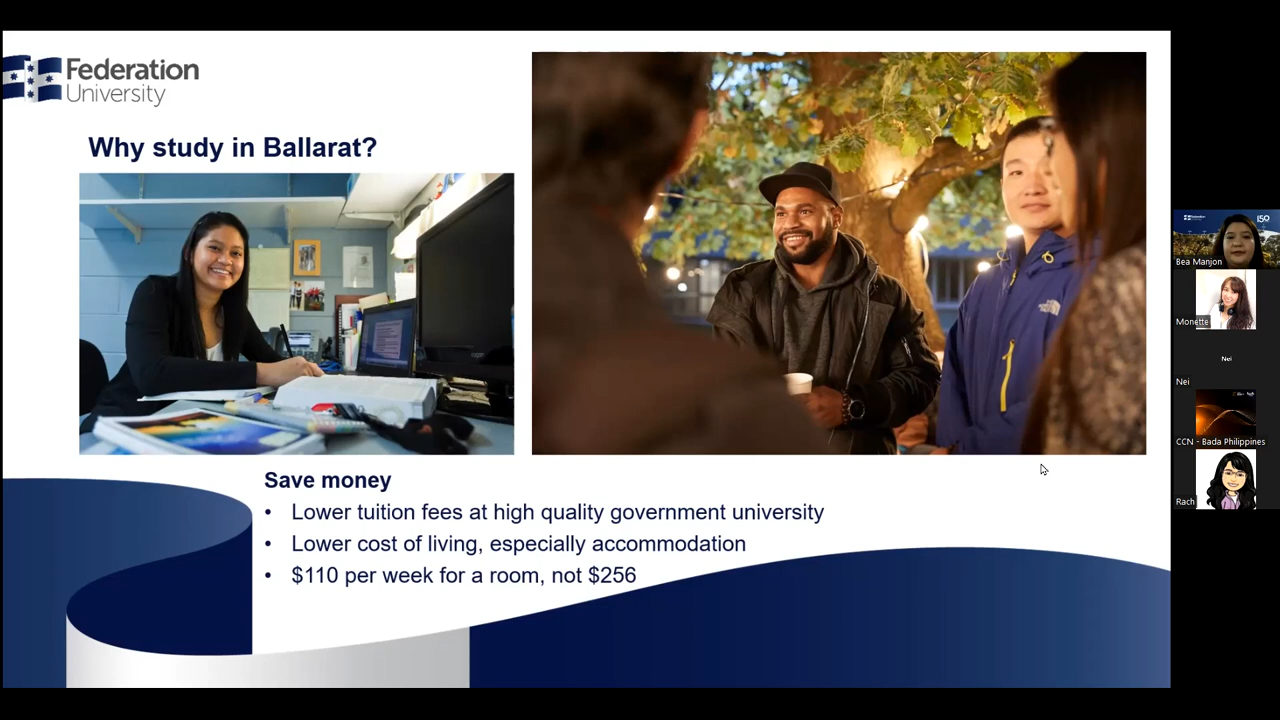 Federation
University
Why study in Ballarat?
Save money
• Lower tuition fees at high quality government university
• Lower cost of living, especially accommodation
• $110 per week for a room, not $256
Federation
150
Bea Manjon
Monette
Nei
Nei
CCN - Bada Philippines
Rach